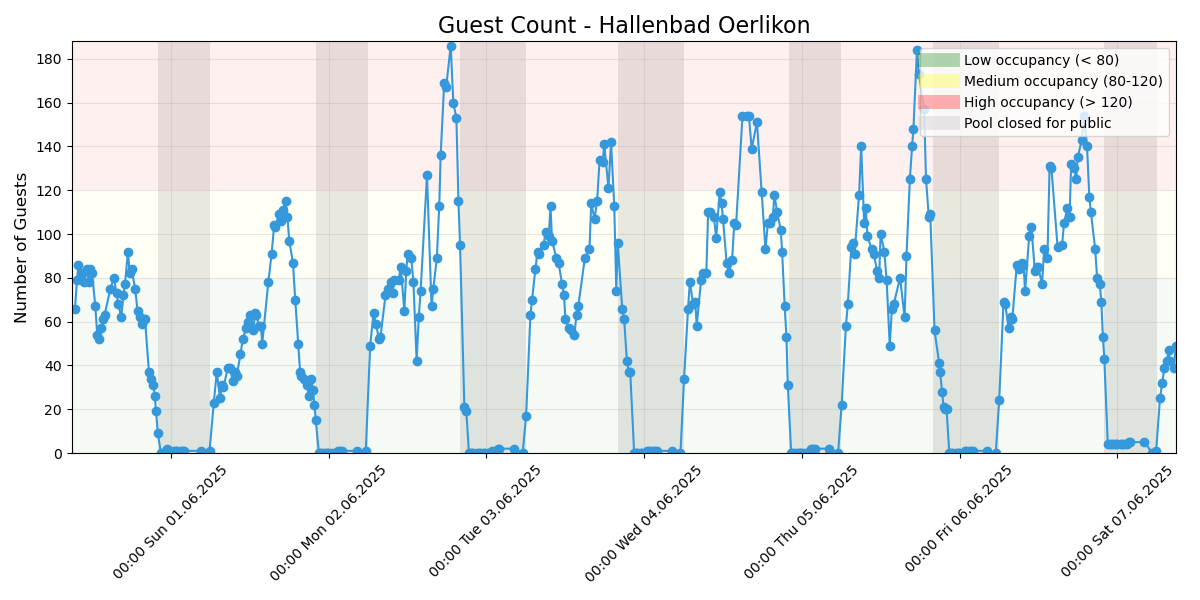 Guest Count - Hallenbad Oerlikon
Number of Guests
180
160
140
120
100
80
60
40
20
0
Low occupancy (< 80)
Medium occupancy (80-120)
High occupancy (> 120)
Pool closed for public
00:00 Sun 01.06.2025
00:00 Mon 02.06.2025
00:00 Tue 03.06.2025
00:00 Wed 04.06.2025
00:00 Thu 05.06.2025
00:00 Fri 06.06.2025
00:00 Sat 07.06.2025